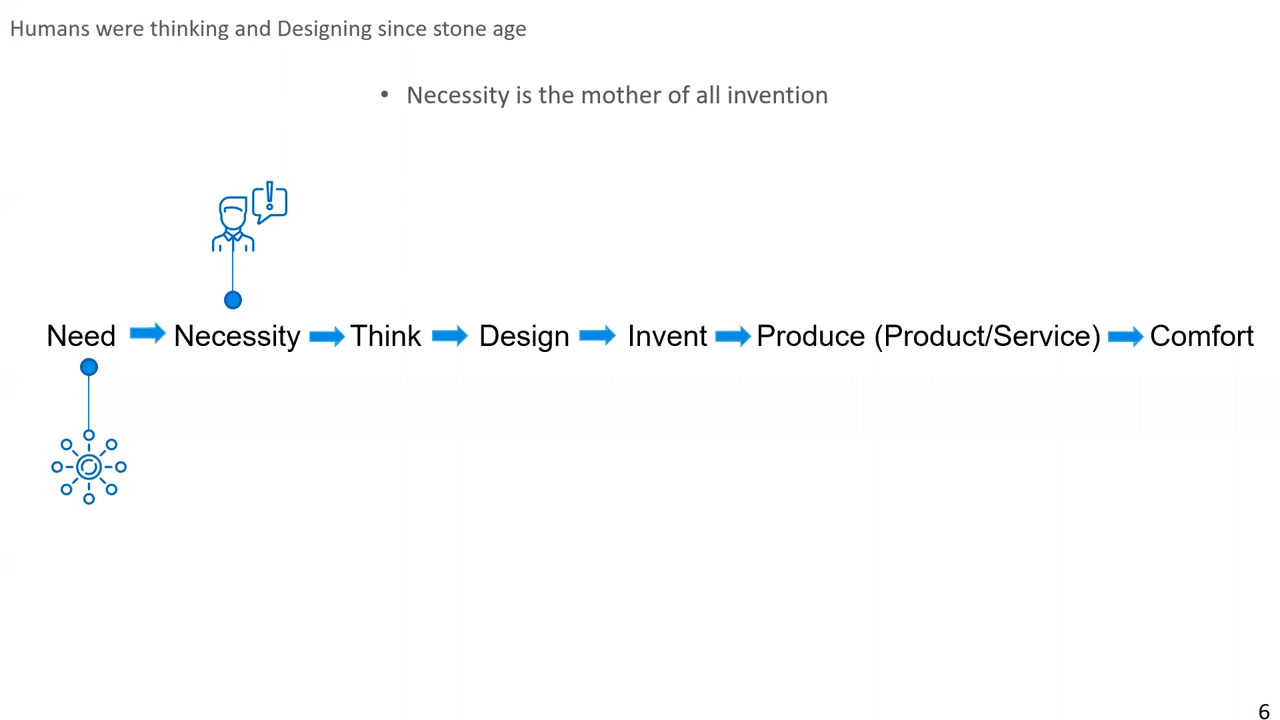 Humans were thinking and Designing since stone age
• Necessity is the mother of all invention
Need Necessity Think Design Invent Produce (Product/Service) Comfort
6